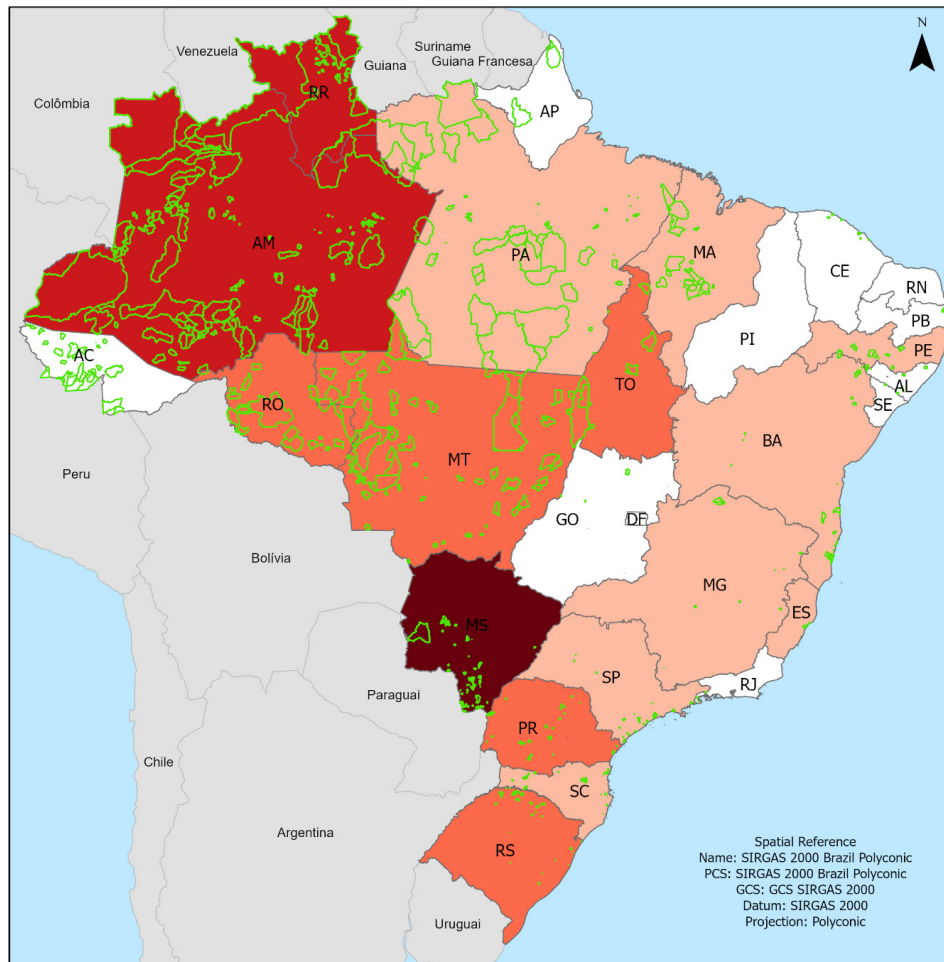 N
Venezuela
Suriname
Guiana
Guiana Francesa
Colômbia
RR
AP
AM
PA
MA
CE
RN
PB
PI
PE
AL
SE
AC
TO
RO
BA
MT
Peru
GO
DF
Bolívia
MG
ES
MS
SP
RJ
Paraguai
PR
Chile
SC
Argentina
RS
Uruguai
Spatial Reference
Name: SIRGAS 2000 Brazil Polyconic
PCS: SIRGAS 2000 Brazil Polyconic
GCS: GCS SIRGAS 2000
Datum: SIRGAS 2000
Projection: Polyconic